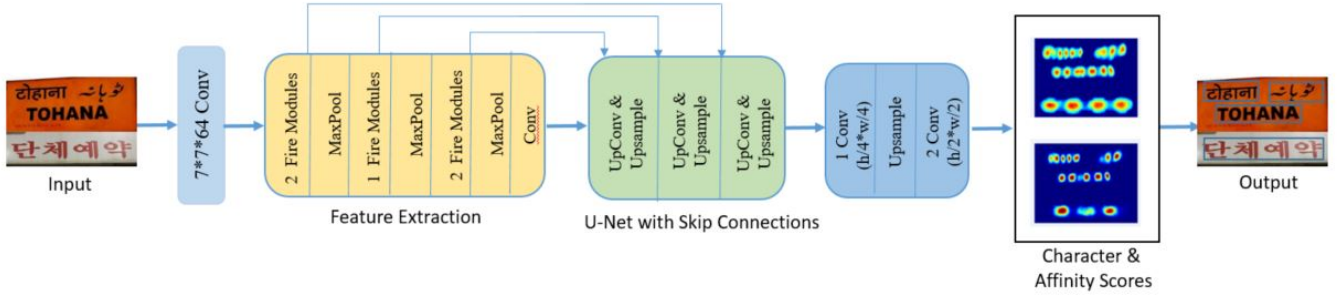 टोहाना ٹوہانہ
TOHANA
단체예약
Input
7*7*64 Conv
2 Fire Modules
MaxPool
1 Fire Modules
MaxPool
2 Fire Modules
MaxPool
Conv
Feature Extraction
UpConv &
Upsample
UpConv &
Upsample
UpConv &
Upsample
U-Net with Skip Connections
1 Conv
(h/4*w/4)
Upsample
2 Conv
(h/2*w/2)
Character &
Affinity Scores
टोहाना ٹوہانہ
TOHANA
단체예약
Output